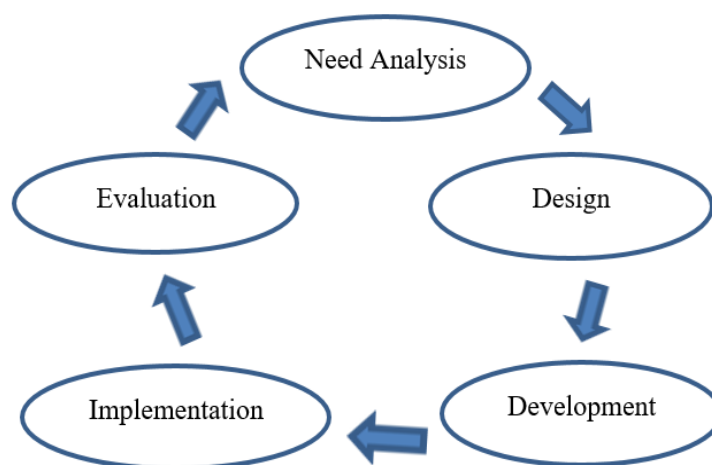 Need Analysis
Design
Development
Implementation
Evaluation